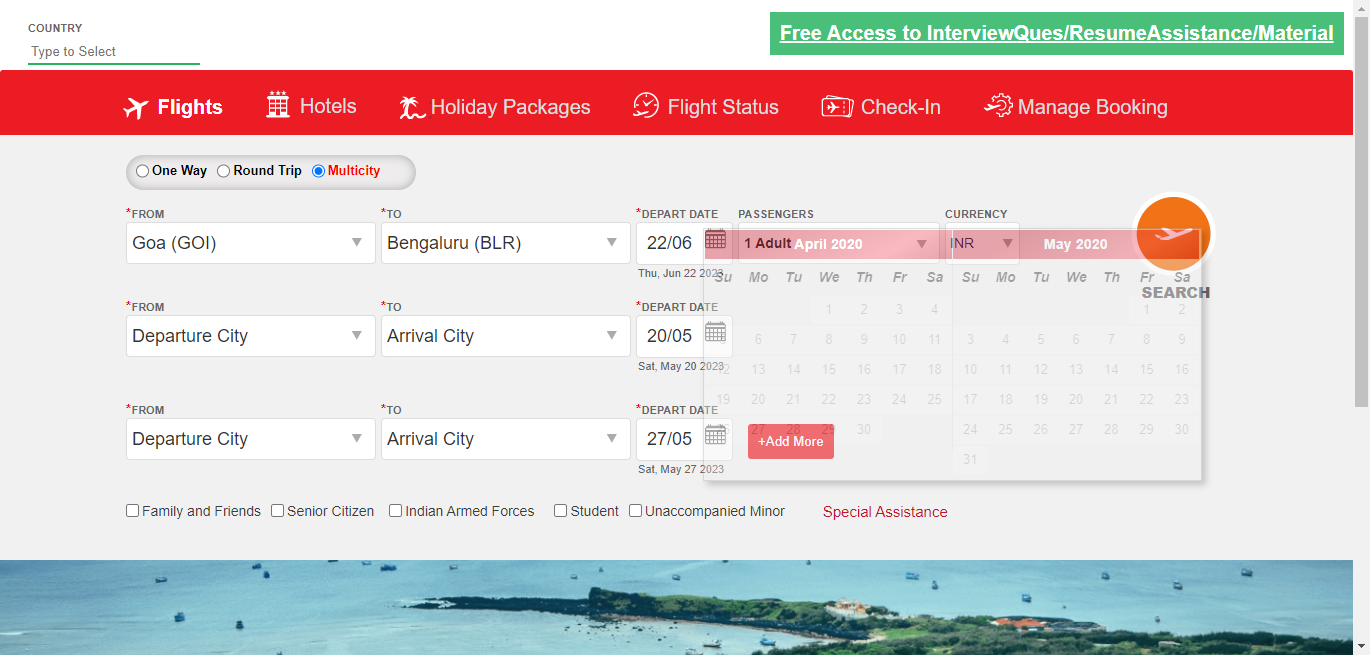 COUNTRY
Type to Select
Free Access to InterviewQues/ResumeAssistance/Material
Flights Hotels Holiday Packages Flight Status Check-In Manage Booking
One Way Round Trip Multicity
*FROM *TO *DEPART DATE PASSENGERS CURRENCY
Goa (GOI) Bengaluru (BLR) 22/06 1 Adult April 2020 INR May 2020
Thu, Jun 22 2023
Su Mo Tu We Th Fr Sa Su Mo Tu We Th Fr Sa
SEARCH
*FROM *TO *DEPART DATE 1 2 3 4 1 2
Departure City Arrival City 20/05 6 7 8 9 10 11 3 4 5 6 7 8 9
Sat, May 20 2023 12 13 14 15 16 17 18 10 11 12 13 14 15 16
19 20 21 22 23 24 25 17 18 19 20 21 22 23
*FROM *TO *DEPART DATE
Departure City Arrival City 27/05 27 28 29 30 24 25 26 27 28 29 30
+Add More
31
Sat, May 27 2023
Family and Friends Senior Citizen Indian Armed Forces Student Unaccompanied Minor Special Assistance